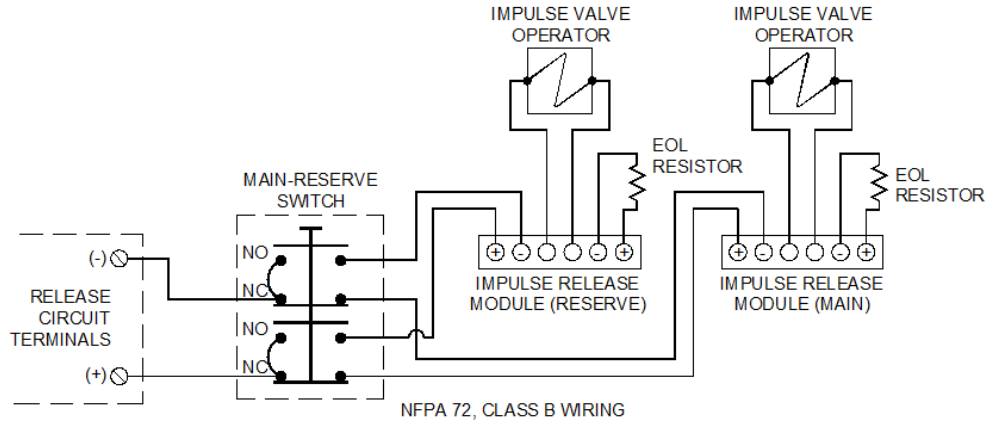 IMPULSE VALVE
OPERATOR
IMPULSE VALVE
OPERATOR
EOL
RESISTOR
EOL
RESISTOR
MAIN-RESERVE
SWITCH
NO
NC
NO
NC
(-)
RELEASE
CIRCUIT
TERMINALS
(+)
+ - - +
IMPULSE RELEASE
MODULE (RESERVE)
+ - - +
IMPULSE RELEASE
MODULE (MAIN)
NFPA 72, CLASS B WIRING